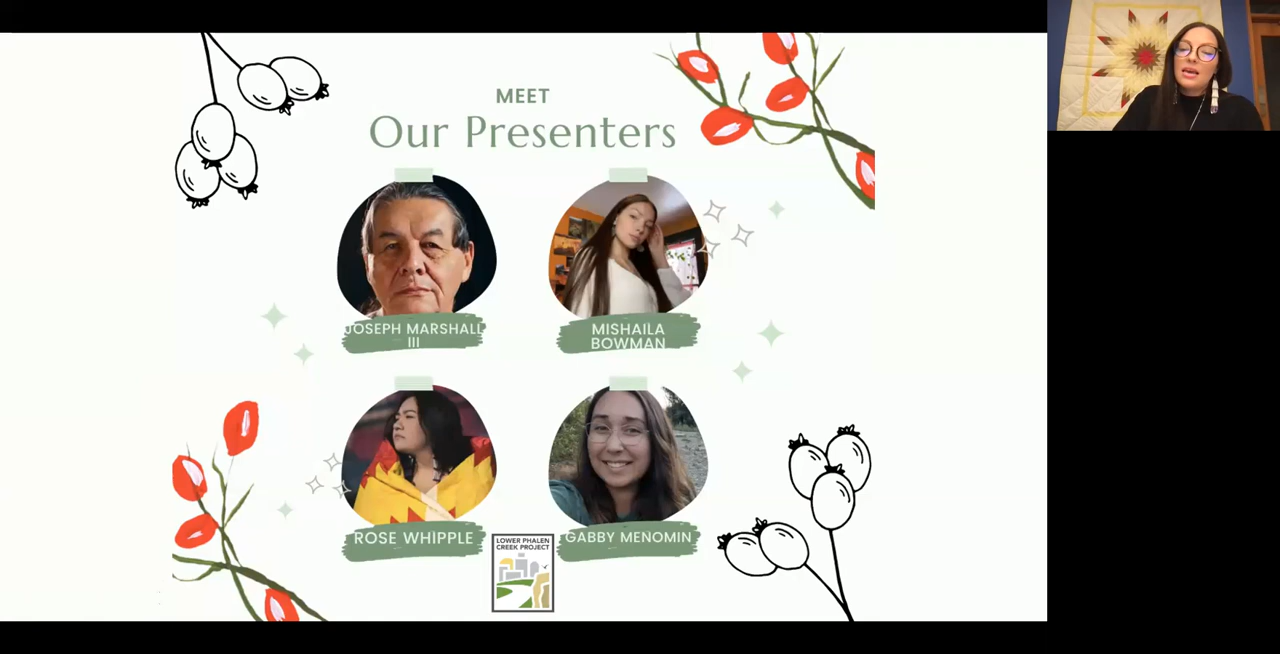 MEET
Our Presenters
JOSEPH MARSHALL
III
MISHAILA
BOWMAN
ROSE WHIPPLE
GABBY MENOMIN
LOWER PHALEN
CREEK PROJECT